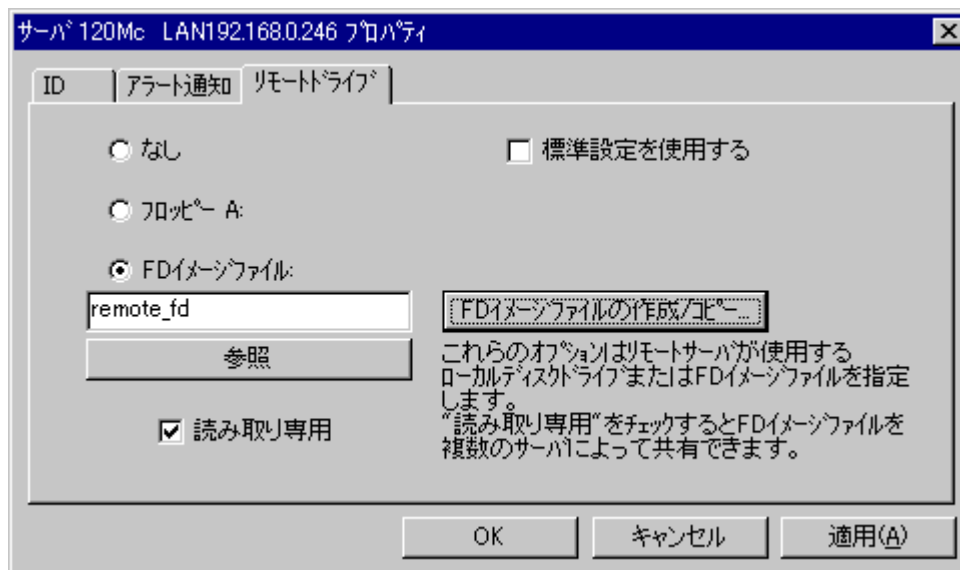 サーバ 120Mc LAN192.168.0.246 プロパティ
ID
アラート通知
リモートドライブ
なし
標準設定を使用する
フロッピー A:
FDイメージファイル:
remote_fd
FDイメージファイルの作成/コピー...
参照
これらのオプションはリモートサーバが使用する
ローカルディスクドライブまたはFDイメージファイルを指定
します。
“読み取り専用“をチェックするとFDイメージファイルを
複数のサーバによって共有できます。
読み取り専用
OK
キャンセル
適用(A)